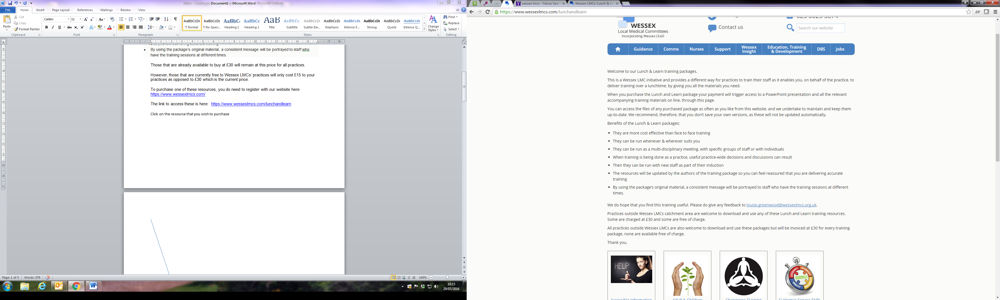 Document1 - Microsoft Word
File Home Insert Page Layout References Mailings Review View
Cut
Copy
Format Painter
Paste
Clipboard
Calibri 11
Font
Paragraph
AaBbCcDc AaBbCcDc AaBbC AaBbCc AaB AaBbCc. AaBbCcDc AaBbCcDc AaBbCcDc AaBbCcDc AaBbCcDc AaBbCcDc
¶ Normal ¶ No Spaci... Heading 1 Heading 2 Title Subtitle Subtle Em... Emphasis Intense E... Strong Quote Intense Q...
Styles
Change
Styles
Find
Replace
Select
Editing
that you are delivering accurate training
• By using the package's original material, a consistent message will be portrayed to staff who
have the training sessions at different times.
Those that are already available to buy at £30 will remain at this price for all practices.
However, those that are currently free to Wessex LMCs' practices will only cost £15 to your
practices as opposed to £30 which is the current price.
To purchase one of these resources, you do need to register with our website here
https://www.wessexlmcs.com/
The link to access these is here: https://www.wessexlmcs.com/lunchandlearn
Click on the resource that you wish to purchase
Page: 1 of 5 Words: 379
100%
10:15
29/07/2016
wessex lmcs - Yahoo Sear
Wessex LMCs: Lunch & Le
https://www.wessexlmcs.com/lunchandlearn
WESSEX
Local Medical Committees
Incorporating Wessex LEaD
Contact us
Search our website
Guidance Comms Nurses Support Wessex Insight Education, Training & Development DBS Jobs
Welcome to our Lunch & Learn training packages.
This is a Wessex LMC initiative and provides a different way for practices to train their staff as it enables you, on behalf of the practice, to
deliver training over a lunchtime, by giving you all the materials you need.
When you purchase the Lunch and Learn package your payment will trigger access to a PowerPoint presentation and all the relevant
accompanying training materials on line, through this page.
You can access the files of any purchased package as often as you like from this website, and we undertake to maintain and keep them
up-to-date. We recommend, therefore, that you don't save your own versions, as these will not be updated automatically.
Benefits of the Lunch & Learn packages:
• They are more cost effective than face to face training
• They can be run whenever & wherever suits you
• They can be run as a multi-disciplinary meeting, with specific groups of staff or with individuals
• When training is being done as a practice, useful practice-wide decisions and discussions can result
• Then they can be run with new staff as part of their induction
• The resources will be updated by the authors of the training package so you can feel reassured that you are delivering accurate
training
• By using the package's original material, a consistent message will be portrayed to staff who have the training sessions at different
times.
We do hope that you find this training useful. Please do give any feedback to louise.greenwood@wessexlmcs.org.uk.
Practices outside Wessex LMCs catchment area are welcome to download and use any of these Lunch and Learn training resources.
Some are charged at £30 and some are free of charge.
All practices outside Wessex LMCs are also welcome to download and use these packages but will be invoiced at £30 for every training
package, none are available free of charge.
Thank you.
HELP
SERVICE
QUALITY
Accessible Information
Adult & Children
Chaperone Training
Customer Service Skills